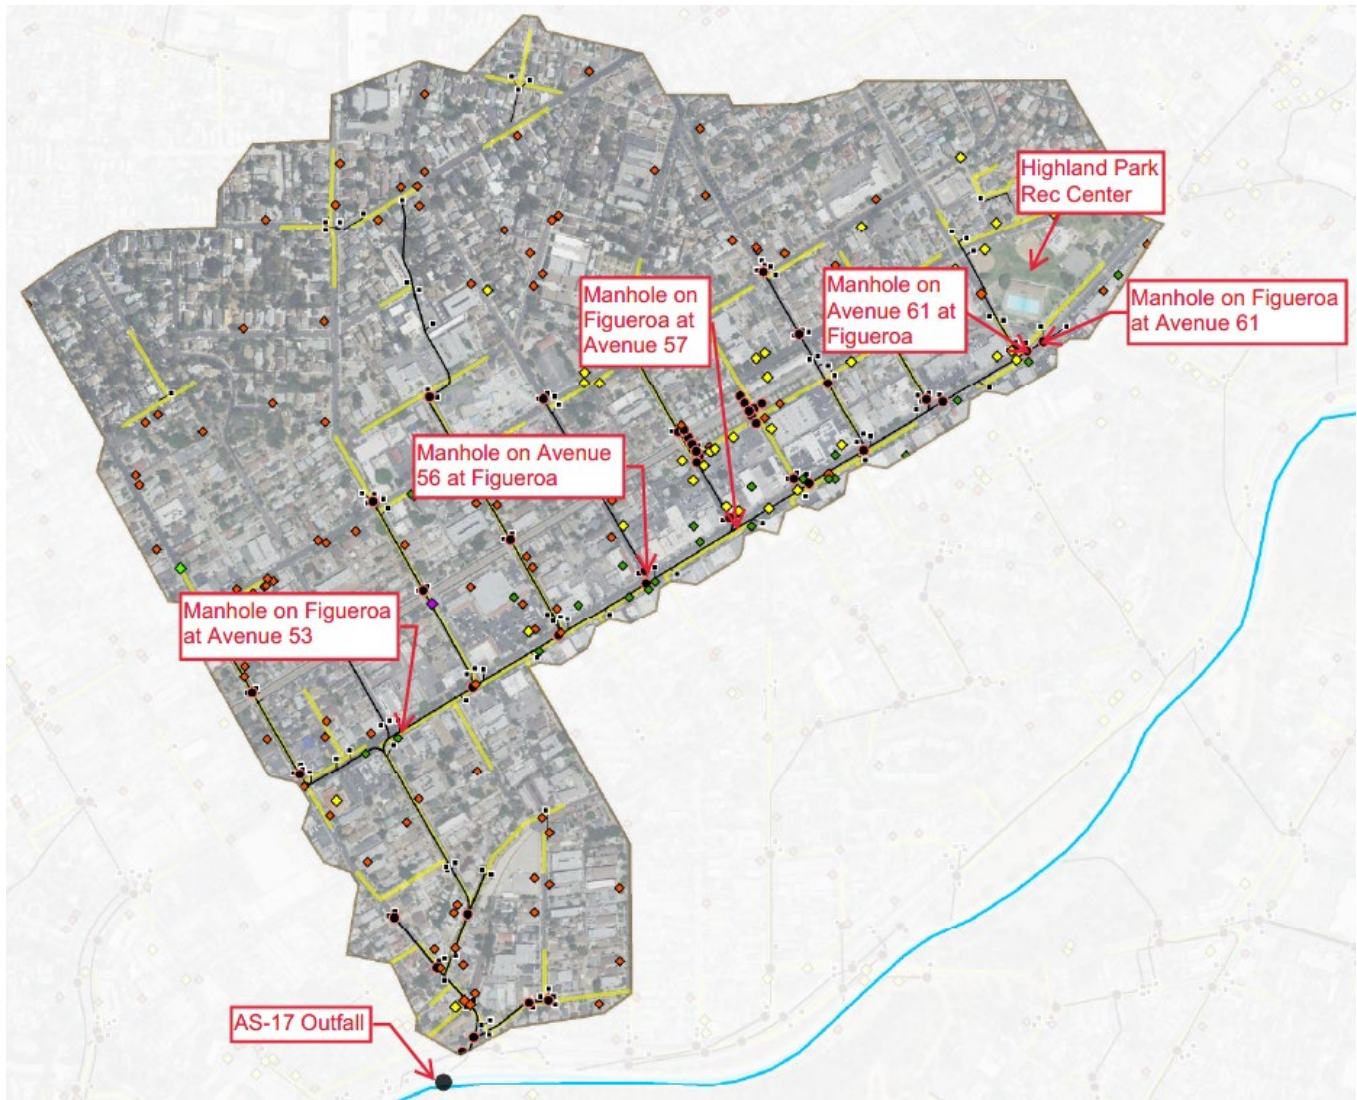 Highland Park
Rec Center
Manhole on
Figueroa at
Avenue 57
Manhole on
Avenue 61 at
Figueroa
Manhole on Figueroa
at Avenue 61
Manhole on Avenue
56 at Figueroa
Manhole on Figueroa
at Avenue 53
AS-17 Outfall